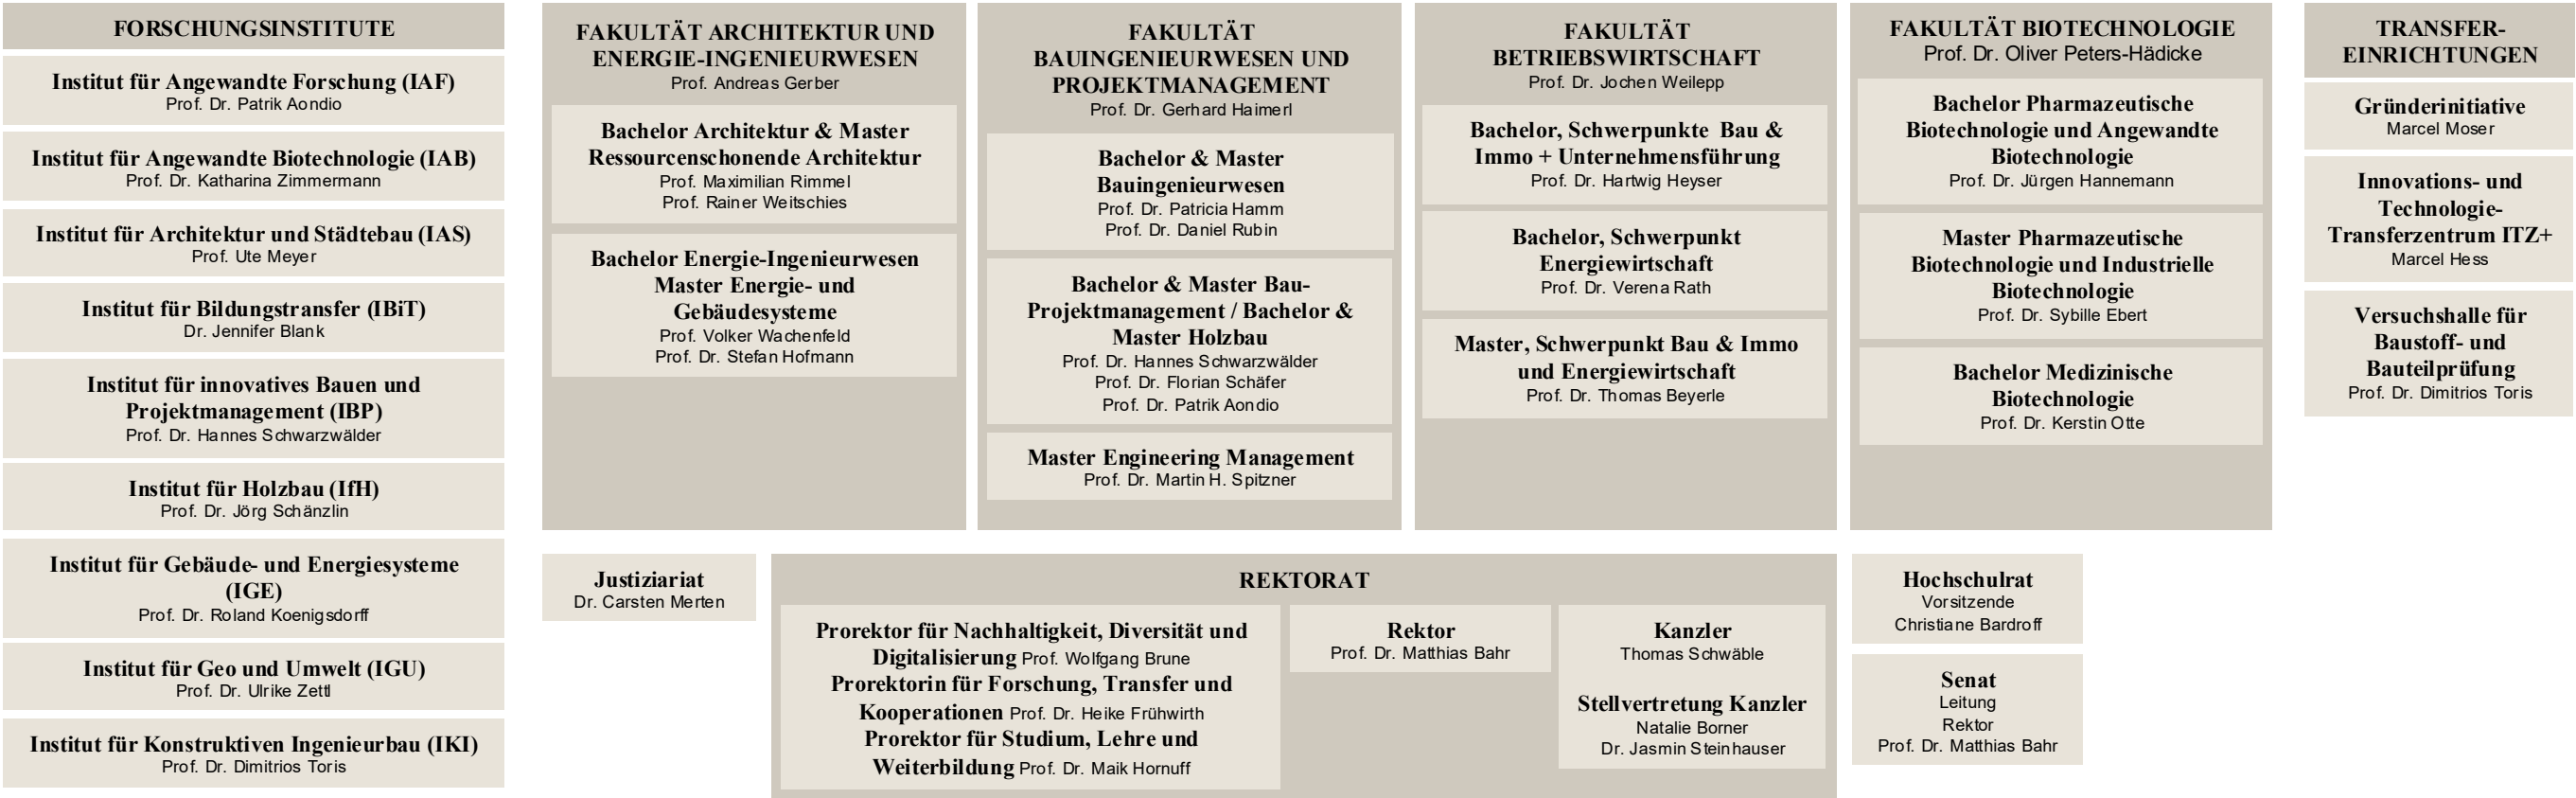 FORSCHUNGSINSTITUTE
Institut für Angewandte Forschung (IAF)
Prof. Dr. Patrik Aondio
Institut für Angewandte Biotechnologie (IAB)
Prof. Dr. Katharina Zimmermann
Institut für Architektur und Städtebau (IAS)
Prof. Ute Meyer
Institut für Bildungstransfer (IBiT)
Dr. Jennifer Blank
Institut für innovatives Bauen und
Projektmanagement (IBP)
Prof. Dr. Hannes Schwarzwälder
Institut für Holzbau (IfH)
Prof. Dr. Jörg Schänzlin
Institut für Gebäude- und Energiesysteme
(IGE)
Prof. Dr. Roland Koenigsdorff
Institut für Geo und Umwelt (IGU)
Prof. Dr. Ulrike Zettl
Institut für Konstruktiven Ingenieurbau (IKI)
Prof. Dr. Dimitrios Toris
FAKULTÄT ARCHITEKTUR UND
ENERGIE-INGENIEURWESEN
Prof. Andreas Gerber
Bachelor Architektur & Master
Ressourcenschonende Architektur
Prof. Maximilian Rimmel
Prof. Rainer Weitschies
Bachelor Energie-Ingenieurwesen
Master Energie- und
Gebäudesysteme
Prof. Volker Wachenfeld
Prof. Dr. Stefan Hofmann
FAKULTÄT
BAUINGENIEURWESEN UND
PROJEKTMANAGEMENT
Prof. Dr. Gerhard Haimerl
Bachelor & Master
Bauingenieurwesen
Prof. Dr. Patricia Hamm
Prof. Dr. Daniel Rubin
Bachelor & Master Bau-
Projektmanagement / Bachelor &
Master Holzbau
Prof. Dr. Hannes Schwarzwälder
Prof. Dr. Florian Schäfer
Prof. Dr. Patrik Aondio
Master Engineering Management
Prof. Dr. Martin H. Spitzner
FAKULTÄT
BETRIEBSWIRTSCHAFT
Prof. Dr. Jochen Weilepp
Bachelor, Schwerpunkte Bau &
Immo + Unternehmensführung
Prof. Dr. Hartwig Heyser
Bachelor, Schwerpunkt
Energiewirtschaft
Prof. Dr. Verena Rath
Master, Schwerpunkt Bau & Immo
und Energiewirtschaft
Prof. Dr. Thomas Beyerle
FAKULTÄT BIOTECHNOLOGIE
Prof. Dr. Oliver Peters-Hädicke
Bachelor Pharmazeutische
Biotechnologie und Angewandte
Biotechnologie
Prof. Dr. Jürgen Hannemann
Master Pharmazeutische
Biotechnologie und Industrielle
Biotechnologie
Prof. Dr. Sybille Ebert
Bachelor Medizinische
Biotechnologie
Prof. Dr. Kerstin Otte
TRANSFER-
EINRICHTUNGEN
Gründerinitiative
Marcel Moser
Innovations- und
Technologie-
Transferzentrum ITZ+
Marcel Hess
Versuchshalle für
Baustoff- und
Bauteilprüfung
Prof. Dr. Dimitrios Toris
Justiziariat
Dr. Carsten Merten
REKTORAT
Prorektor für Nachhaltigkeit, Diversität und
Digitalisierung Prof. Wolfgang Brune
Prorektorin für Forschung, Transfer und
Kooperationen Prof. Dr. Heike Frühwirth
Prorektor für Studium, Lehre und
Weiterbildung Prof. Dr. Maik Hornuff
Rektor
Prof. Dr. Matthias Bahr
Kanzler
Thomas Schwäble
Stellvertretung Kanzler
Natalie Borner
Dr. Jasmin Steinhauser
Hochschulrat
Vorsitzende
Christiane Bardroff
Senat
Leitung
Rektor
Prof. Dr. Matthias Bahr